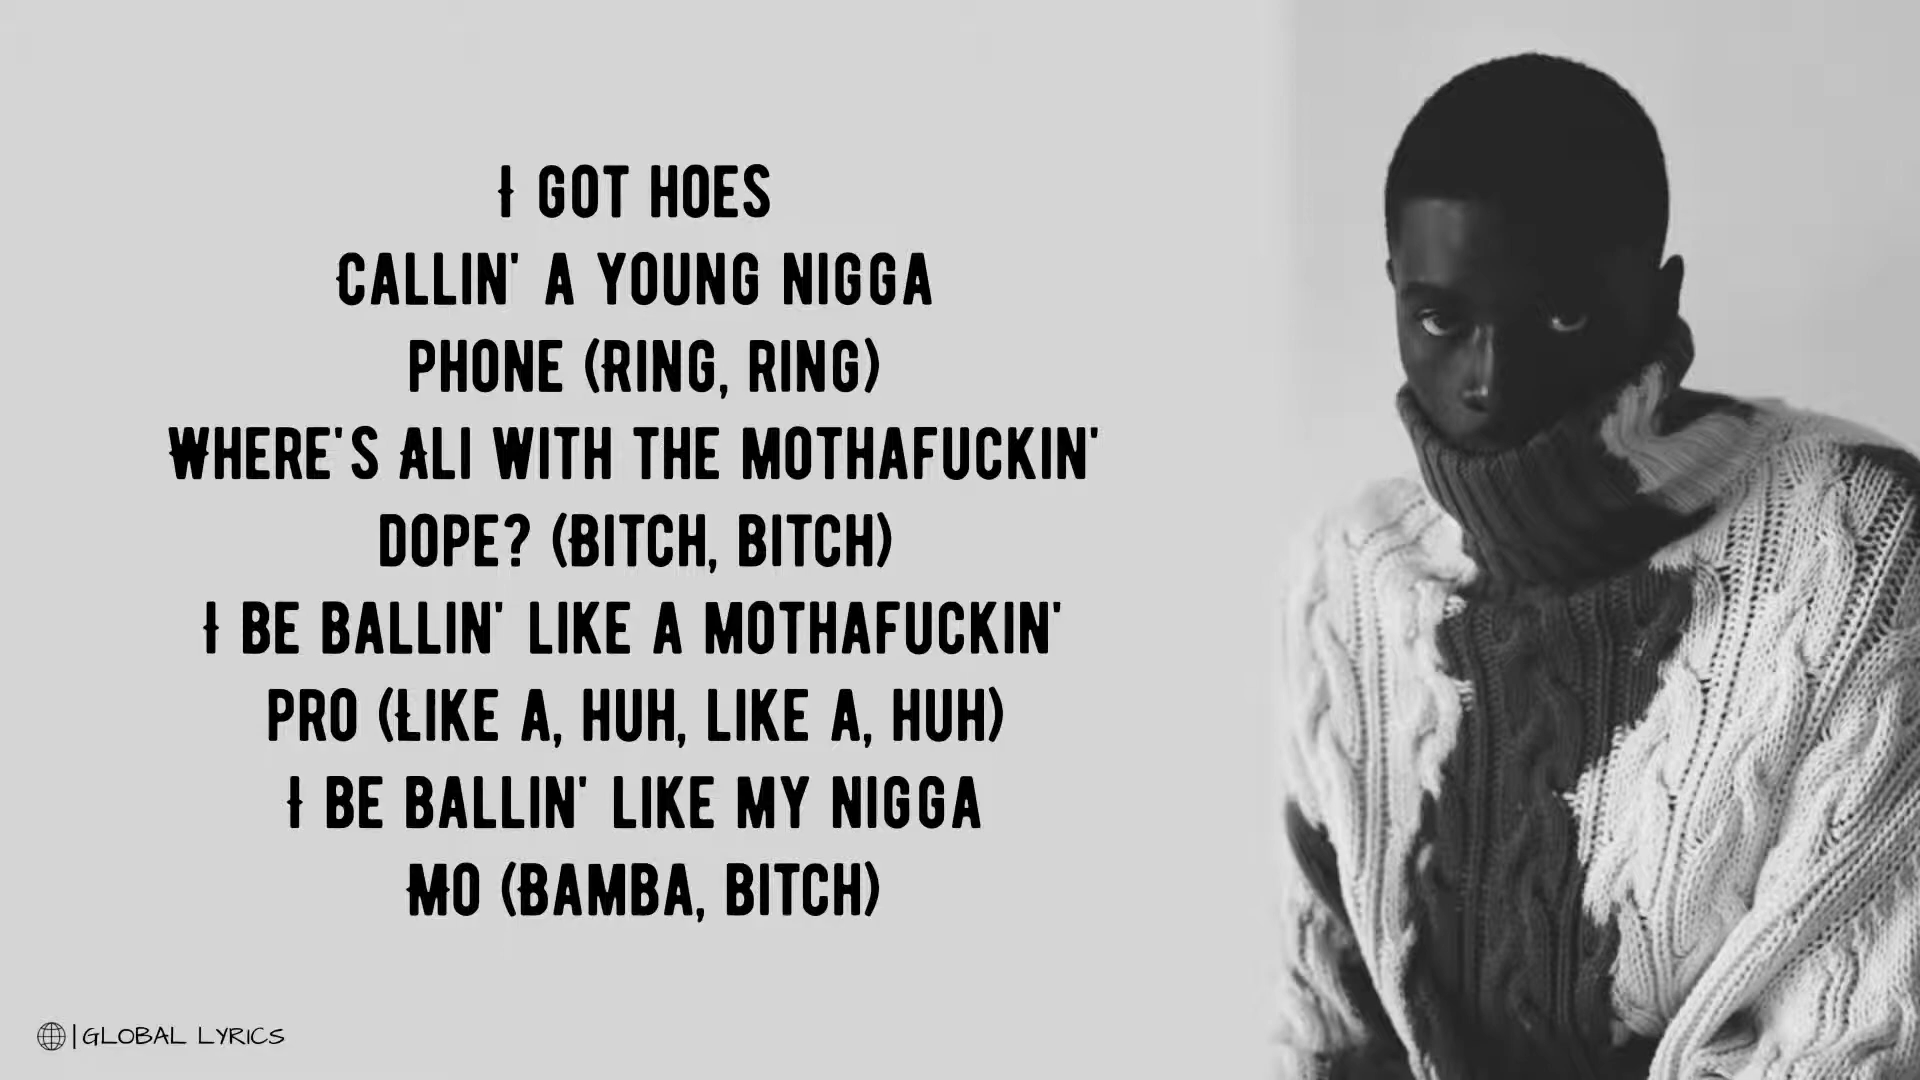 I GOT HOES
CALLIN' A YOUNG NIGGA
PHONE (RING, RING)
WHERE'S ALI WITH THE MOTHAFUCKIN'
DOPE? (BITCH, BITCH)
I BE BALLIN' LIKE A MOTHAFUCKIN'
PRO (LIKE A, HUH, LIKE A, HUH)
I BE BALLIN' LIKE MY NIGGA
MO (BAMBA, BITCH)
|GLOBAL LYRICS